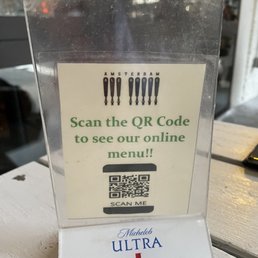 AMSTERDAM
Scan the QR Code
to see our online
menu!!
SCAN ME
Michelob
ULTRA